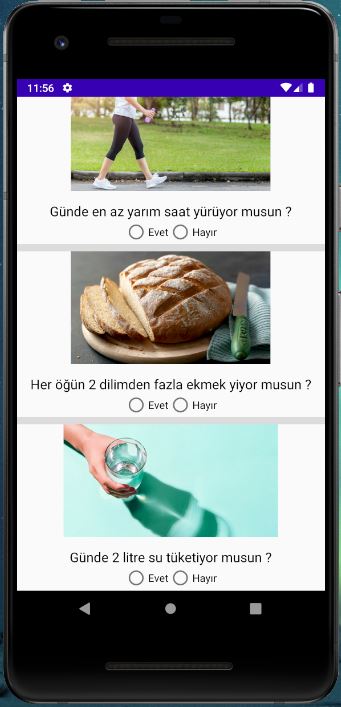 11:56
Günde en az yarım saat yürüyor musun ?
Evet Hayır
Her öğün 2 dilimden fazla ekmek yiyor musun ?
Evet Hayır
Günde 2 litre su tüketiyor musun ?
Evet Hayır